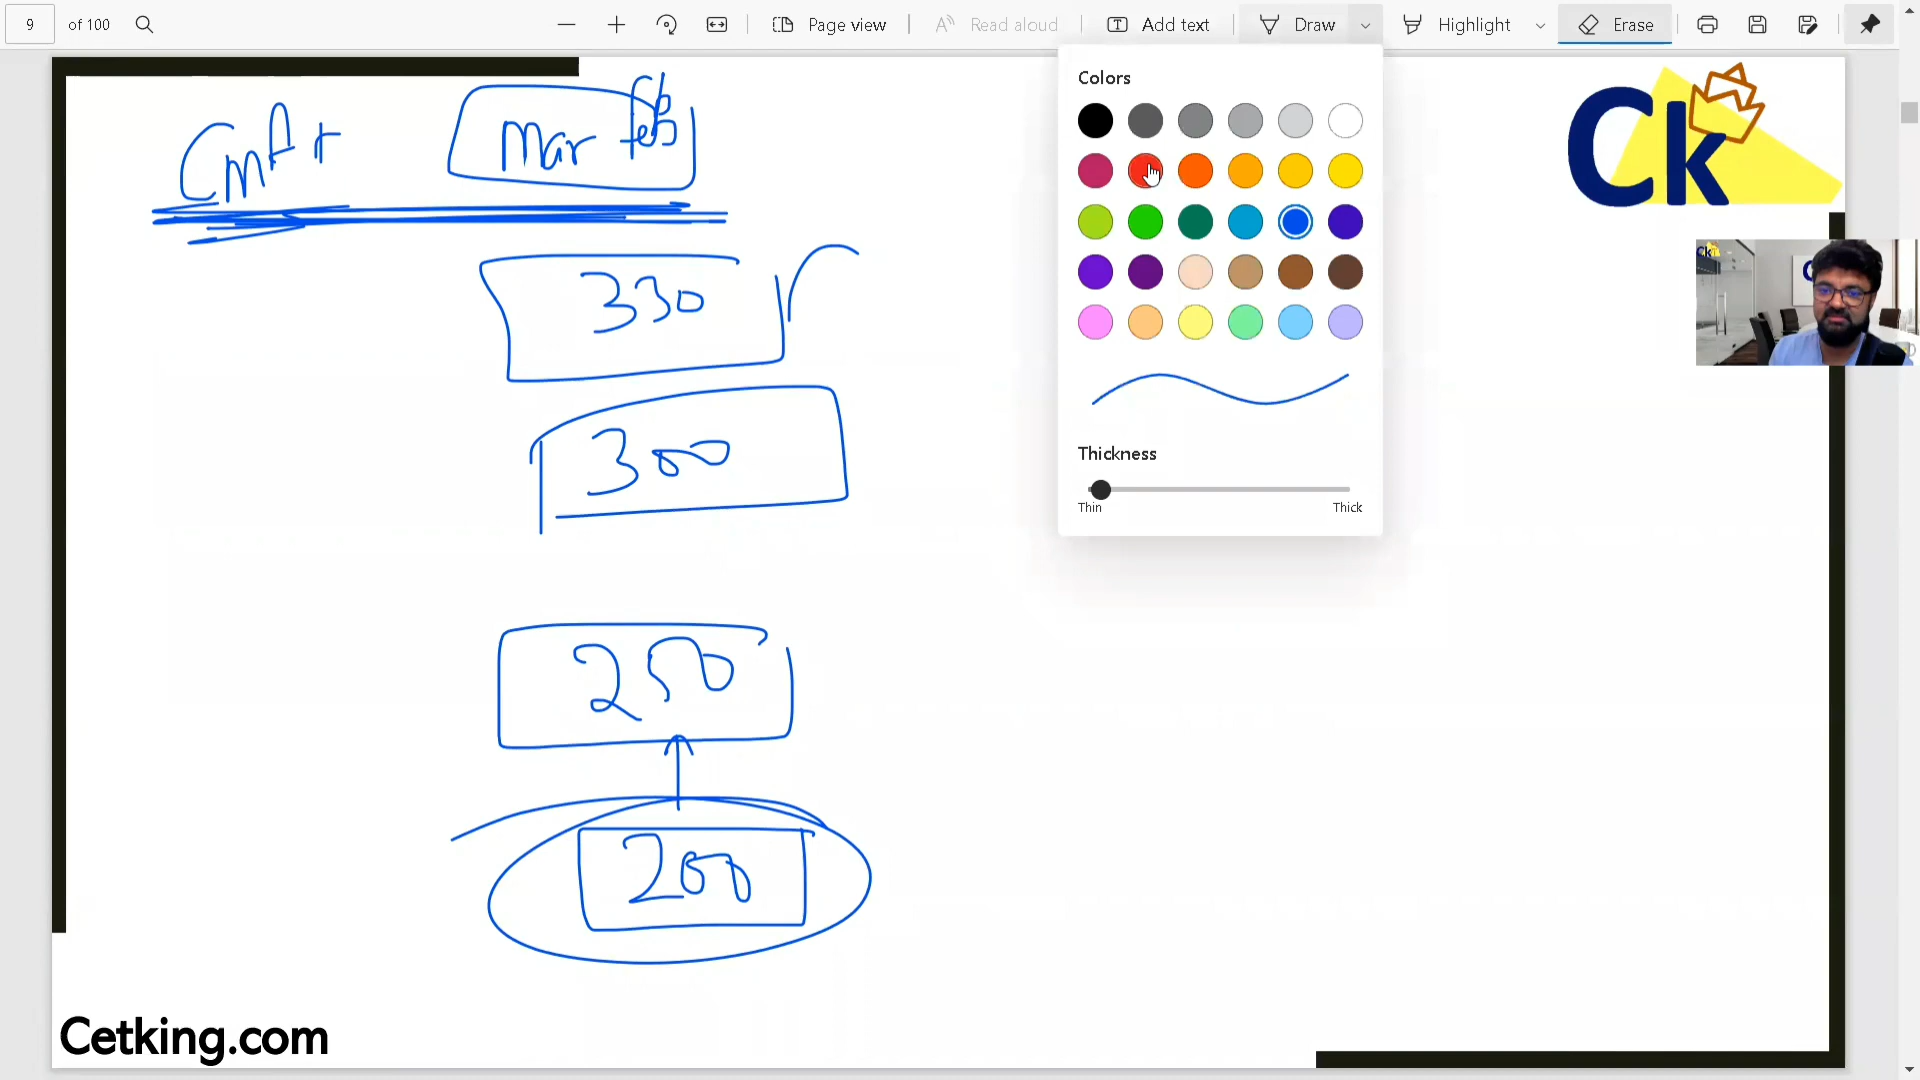 9 of 100 Page view Read aloud Add text Draw Highlight Erase
Colors
Thickness
Thin Thick
Ck
Mar feb
330
300
250
200
Cetking.com